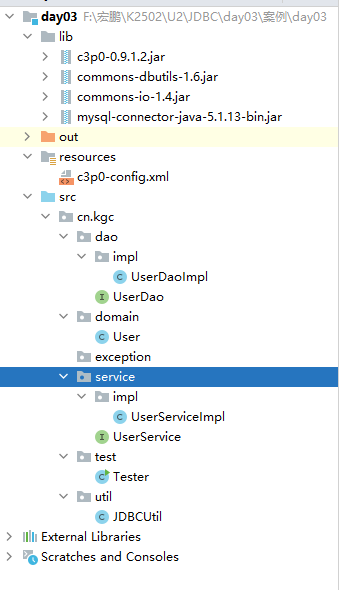 day03 F:\宏鹏\K2502\U2\JDBC\day03\案例\day03
lib
c3p0-0.9.1.2.jar
commons-dbutils-1.6.jar
commons-io-1.4.jar
mysql-connector-java-5.1.13-bin.jar
out
resources
c3p0-config.xml
src
cn.kgc
dao
impl
UserDaoImpl
UserDao
domain
User
exception
service
impl
UserServiceImpl
UserService
test
Tester
util
JDBCUtil
External Libraries
Scratches and Consoles